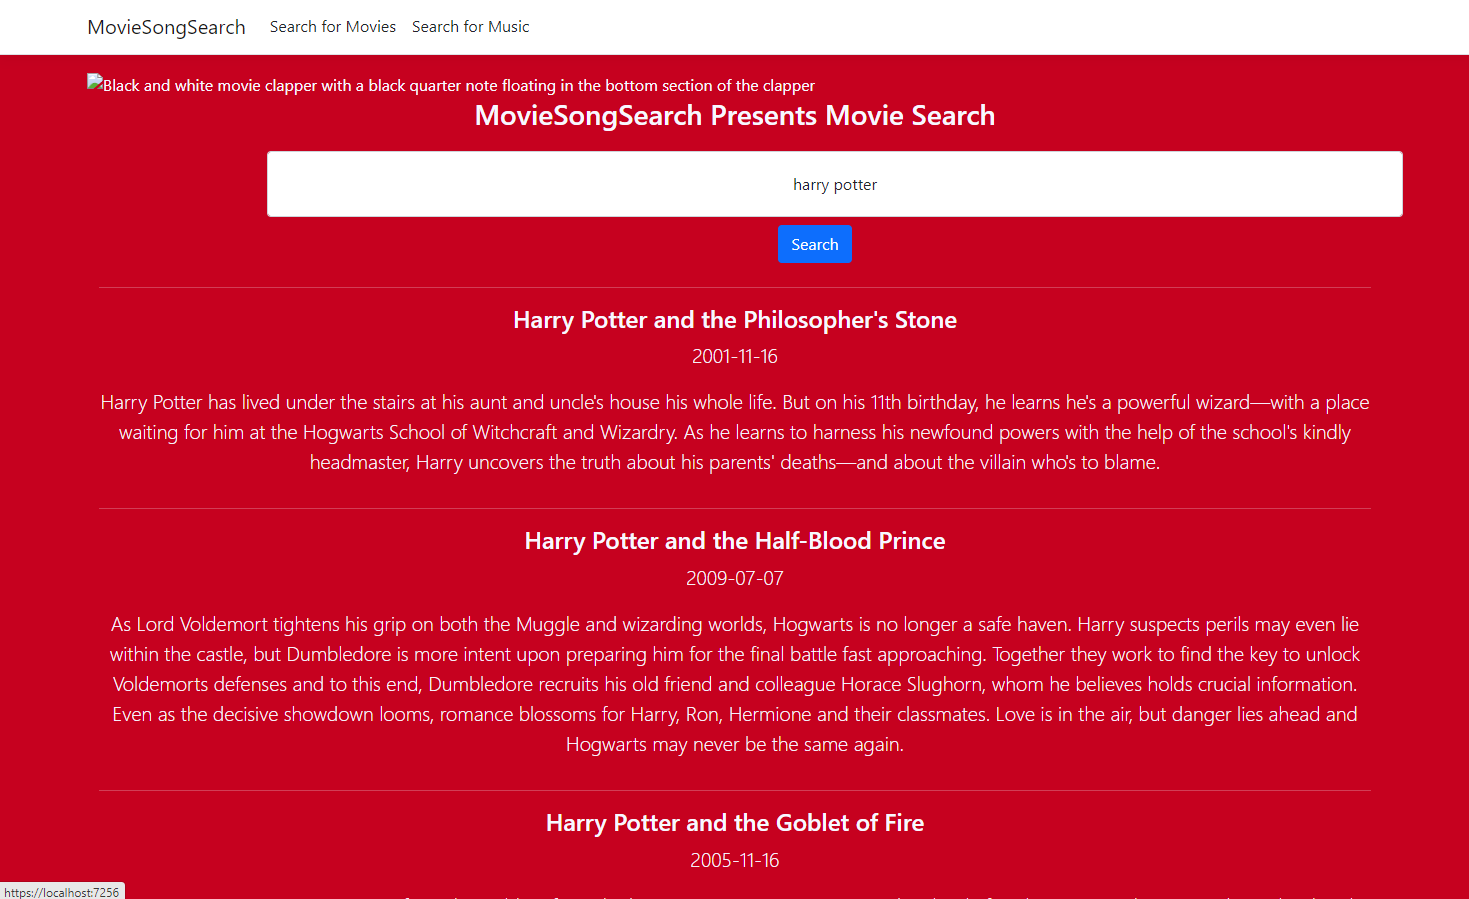 MovieSongSearch Search for Movies Search for Music
Black and white movie clapper with a black quarter note floating in the bottom section of the clapper
MovieSongSearch Presents Movie Search
harry potter
Search
Harry Potter and the Philosopher's Stone
2001-11-16
Harry Potter has lived under the stairs at his aunt and uncle's house his whole life. But on his 11th birthday, he learns he's a powerful wizard—with a place
waiting for him at the Hogwarts School of Witchcraft and Wizardry. As he learns to harness his newfound powers with the help of the school's kindly
headmaster, Harry uncovers the truth about his parents' deaths—and about the villain who's to blame.
Harry Potter and the Half-Blood Prince
2009-07-07
As Lord Voldemort tightens his grip on both the Muggle and wizarding worlds, Hogwarts is no longer a safe haven. Harry suspects perils may even lie
within the castle, but Dumbledore is more intent upon preparing him for the final battle fast approaching. Together they work to find the key to unlock
Voldemorts defenses and to this end, Dumbledore recruits his old friend and colleague Horace Slughorn, whom he believes holds crucial information.
Even as the decisive showdown looms, romance blossoms for Harry, Ron, Hermione and their classmates. Love is in the air, but danger lies ahead and
Hogwarts may never be the same again.
Harry Potter and the Goblet of Fire
2005-11-16
https://localhost:7256